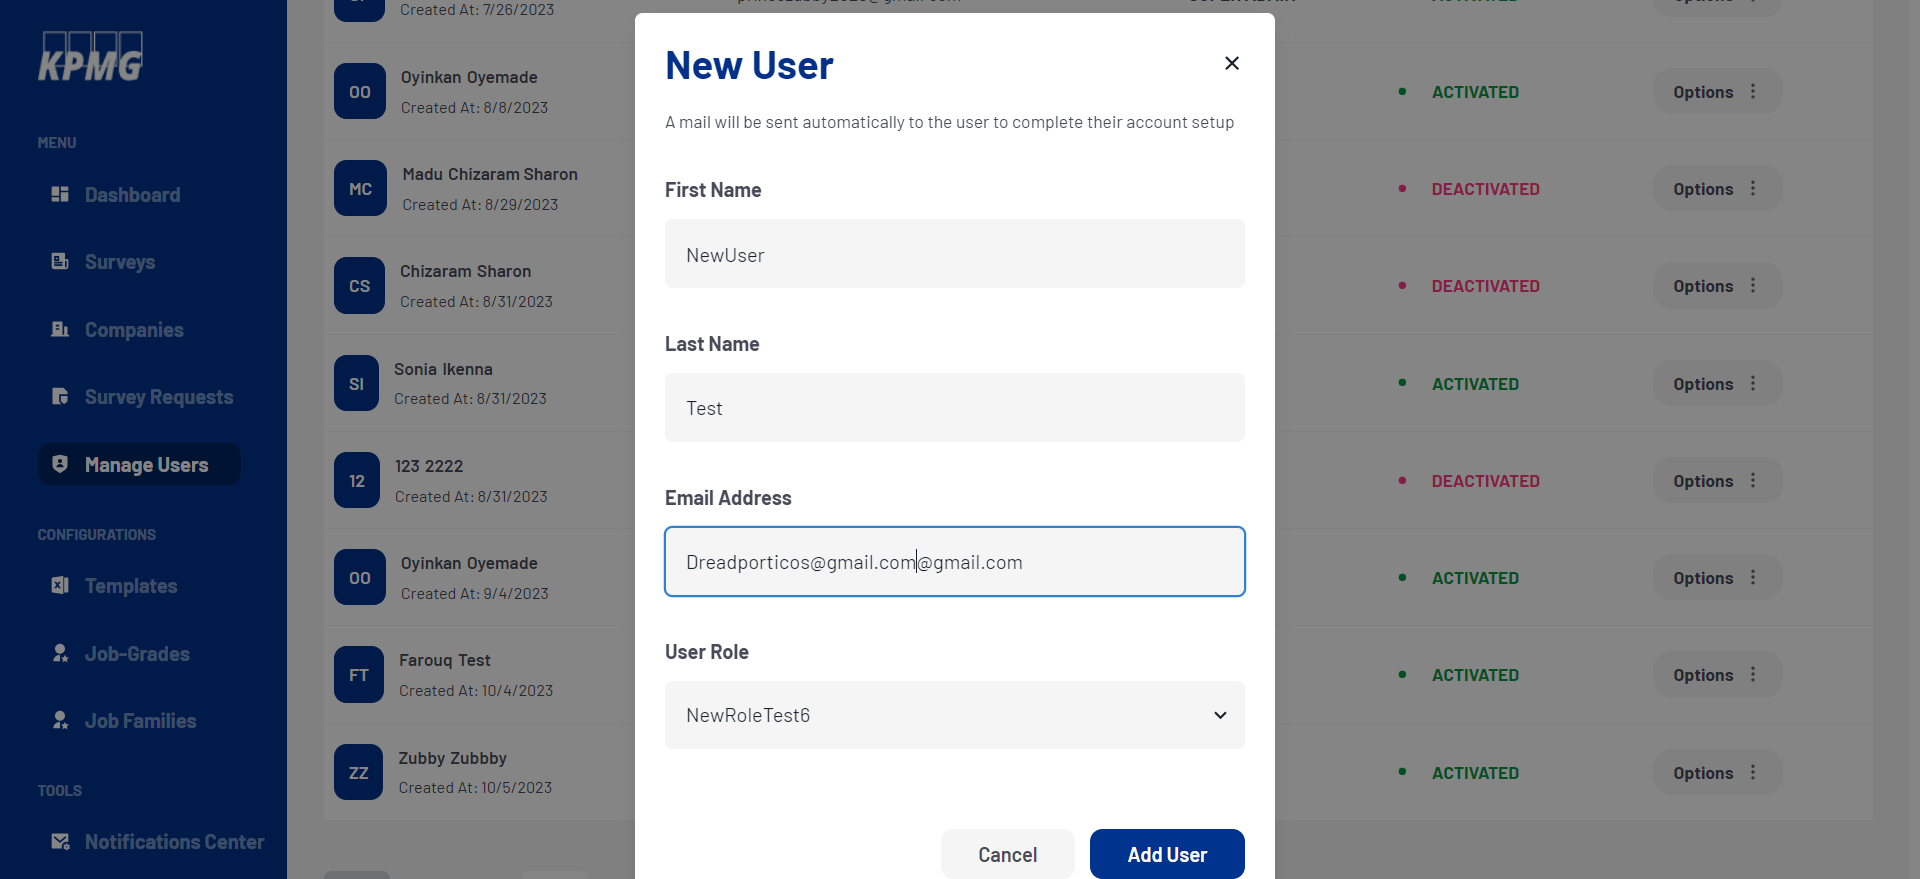 KPMG
MENU
Dashboard
Surveys
Companies
Survey Requests
Manage Users
CONFIGURATIONS
Templates
Job-Grades
Job Families
TOOLS
Notifications Center
Created At: 7/26/2023
Options
OO
Oyinkan Oyemade
Created At: 8/8/2023
ACTIVATED
Options
MC
Madu Chizaram Sharon
Created At: 8/29/2023
DEACTIVATED
Options
CS
Chizaram Sharon
Created At: 8/31/2023
DEACTIVATED
Options
SI
Sonia Ikenna
Created At: 8/31/2023
ACTIVATED
Options
12
123 2222
Created At: 8/31/2023
DEACTIVATED
Options
OO
Oyinkan Oyemade
Created At: 9/4/2023
ACTIVATED
Options
FT
Farouq Test
Created At: 10/4/2023
ACTIVATED
Options
ZZ
Zubby Zubbby
Created At: 10/5/2023
ACTIVATED
Options
New User
A mail will be sent automatically to the user to complete their account setup
First Name
NewUser
Last Name
Test
Email Address
Dreadporticos@gmail.com@gmail.com
User Role
NewRoleTest6
Cancel
Add User